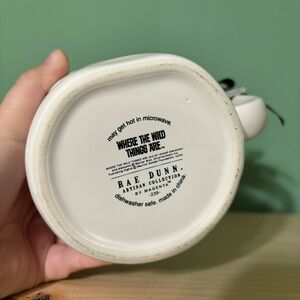 may get hot in microwave.
WHERE THE WILD
THINGS ARE...
RAE DUNN.
ARTISAN COLLECTION
BY MAGENTA
-230-
dishwasher safe. made in china.